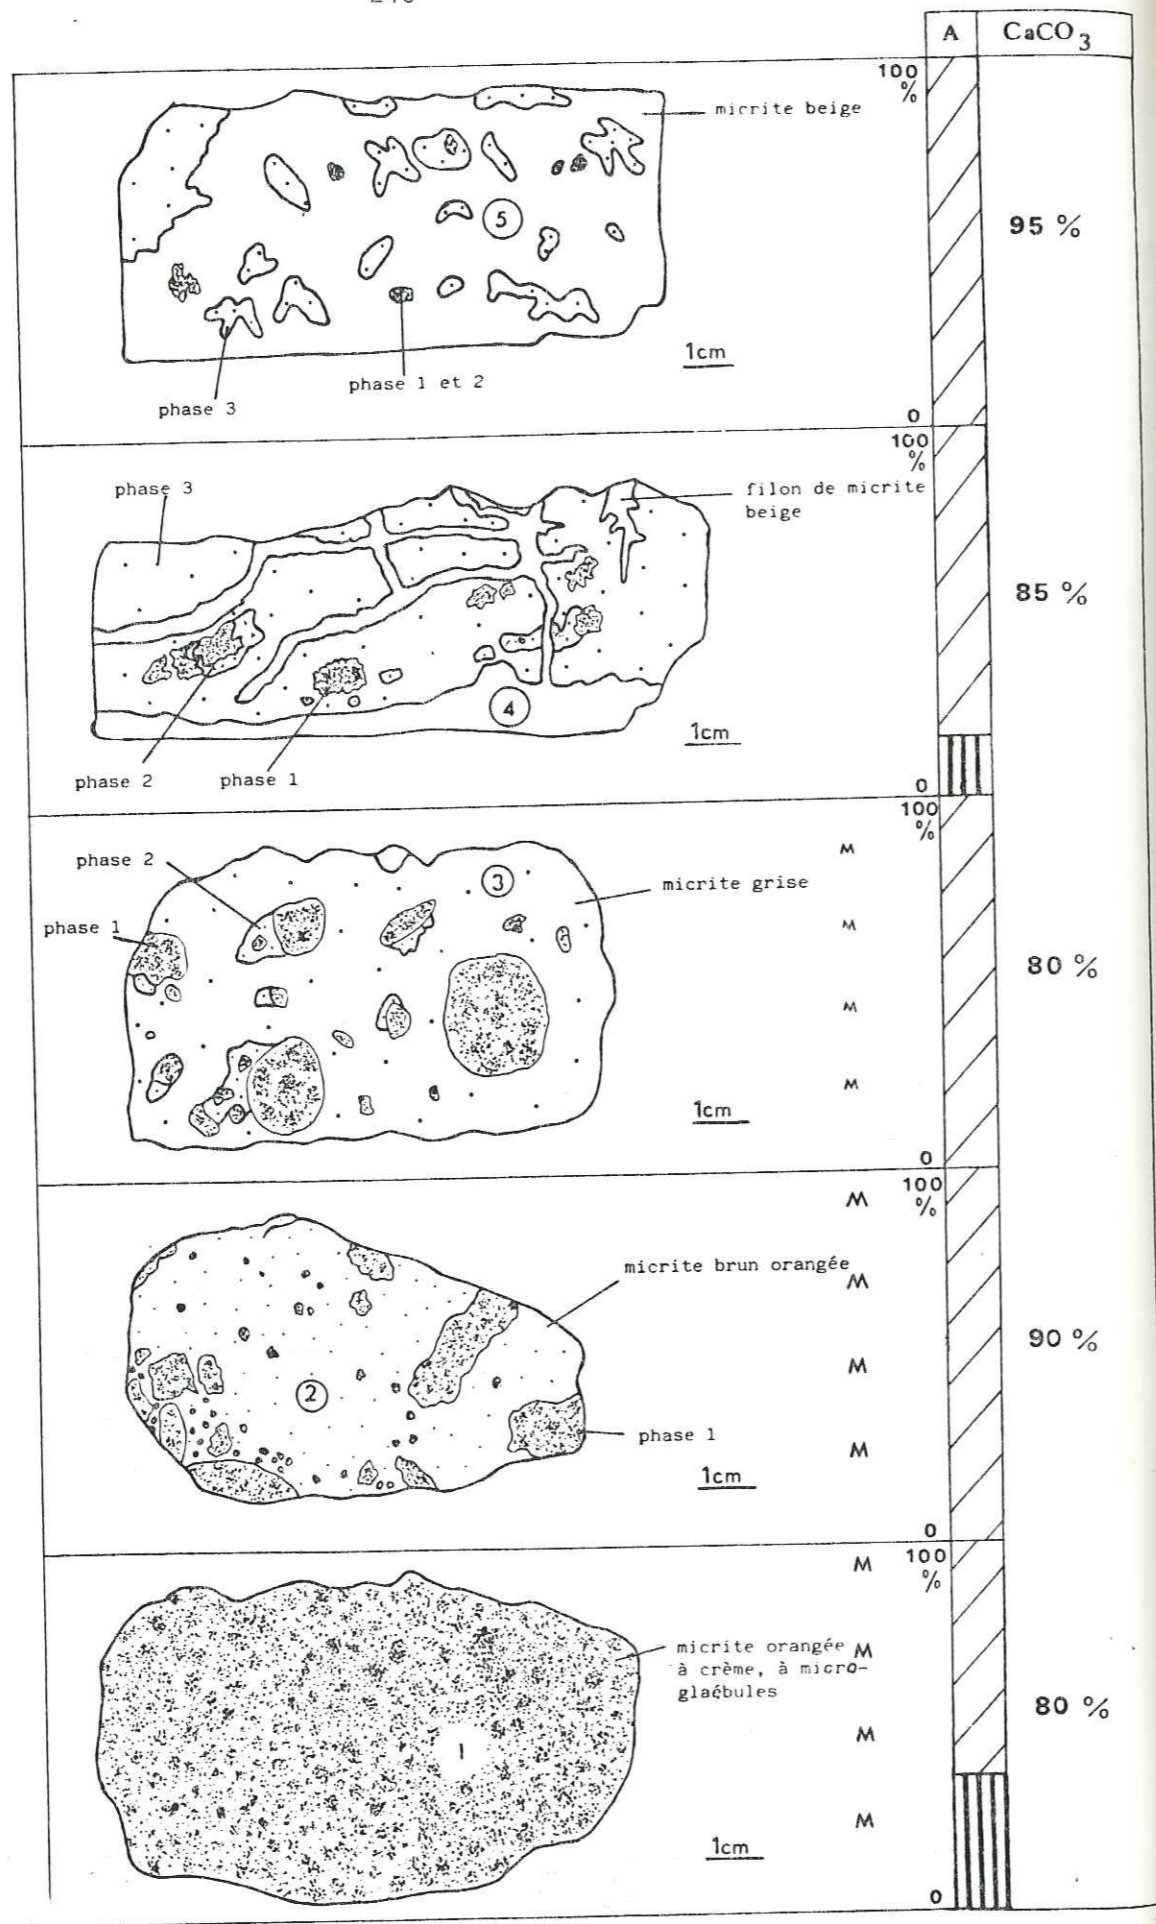 A CaCO3
100
%
micrite beige
5
95 %
1cm
phase 1 et 2
phase 3
0
100
%
phase 3
filon de micrite
beige
85 %
4
1cm
phase 2
phase 1
0
100
%
phase 2
M
3
micrite grise
phase 1
M
80 %
M
M
1cm
0
M
100
%
micrite brun orangée
M
90 %
M
2
phase 1
M
1cm
0
M
100
%
micrite orangée
à crème, à micro-
glaébules
M
80 %
1
M
M
1cm
0